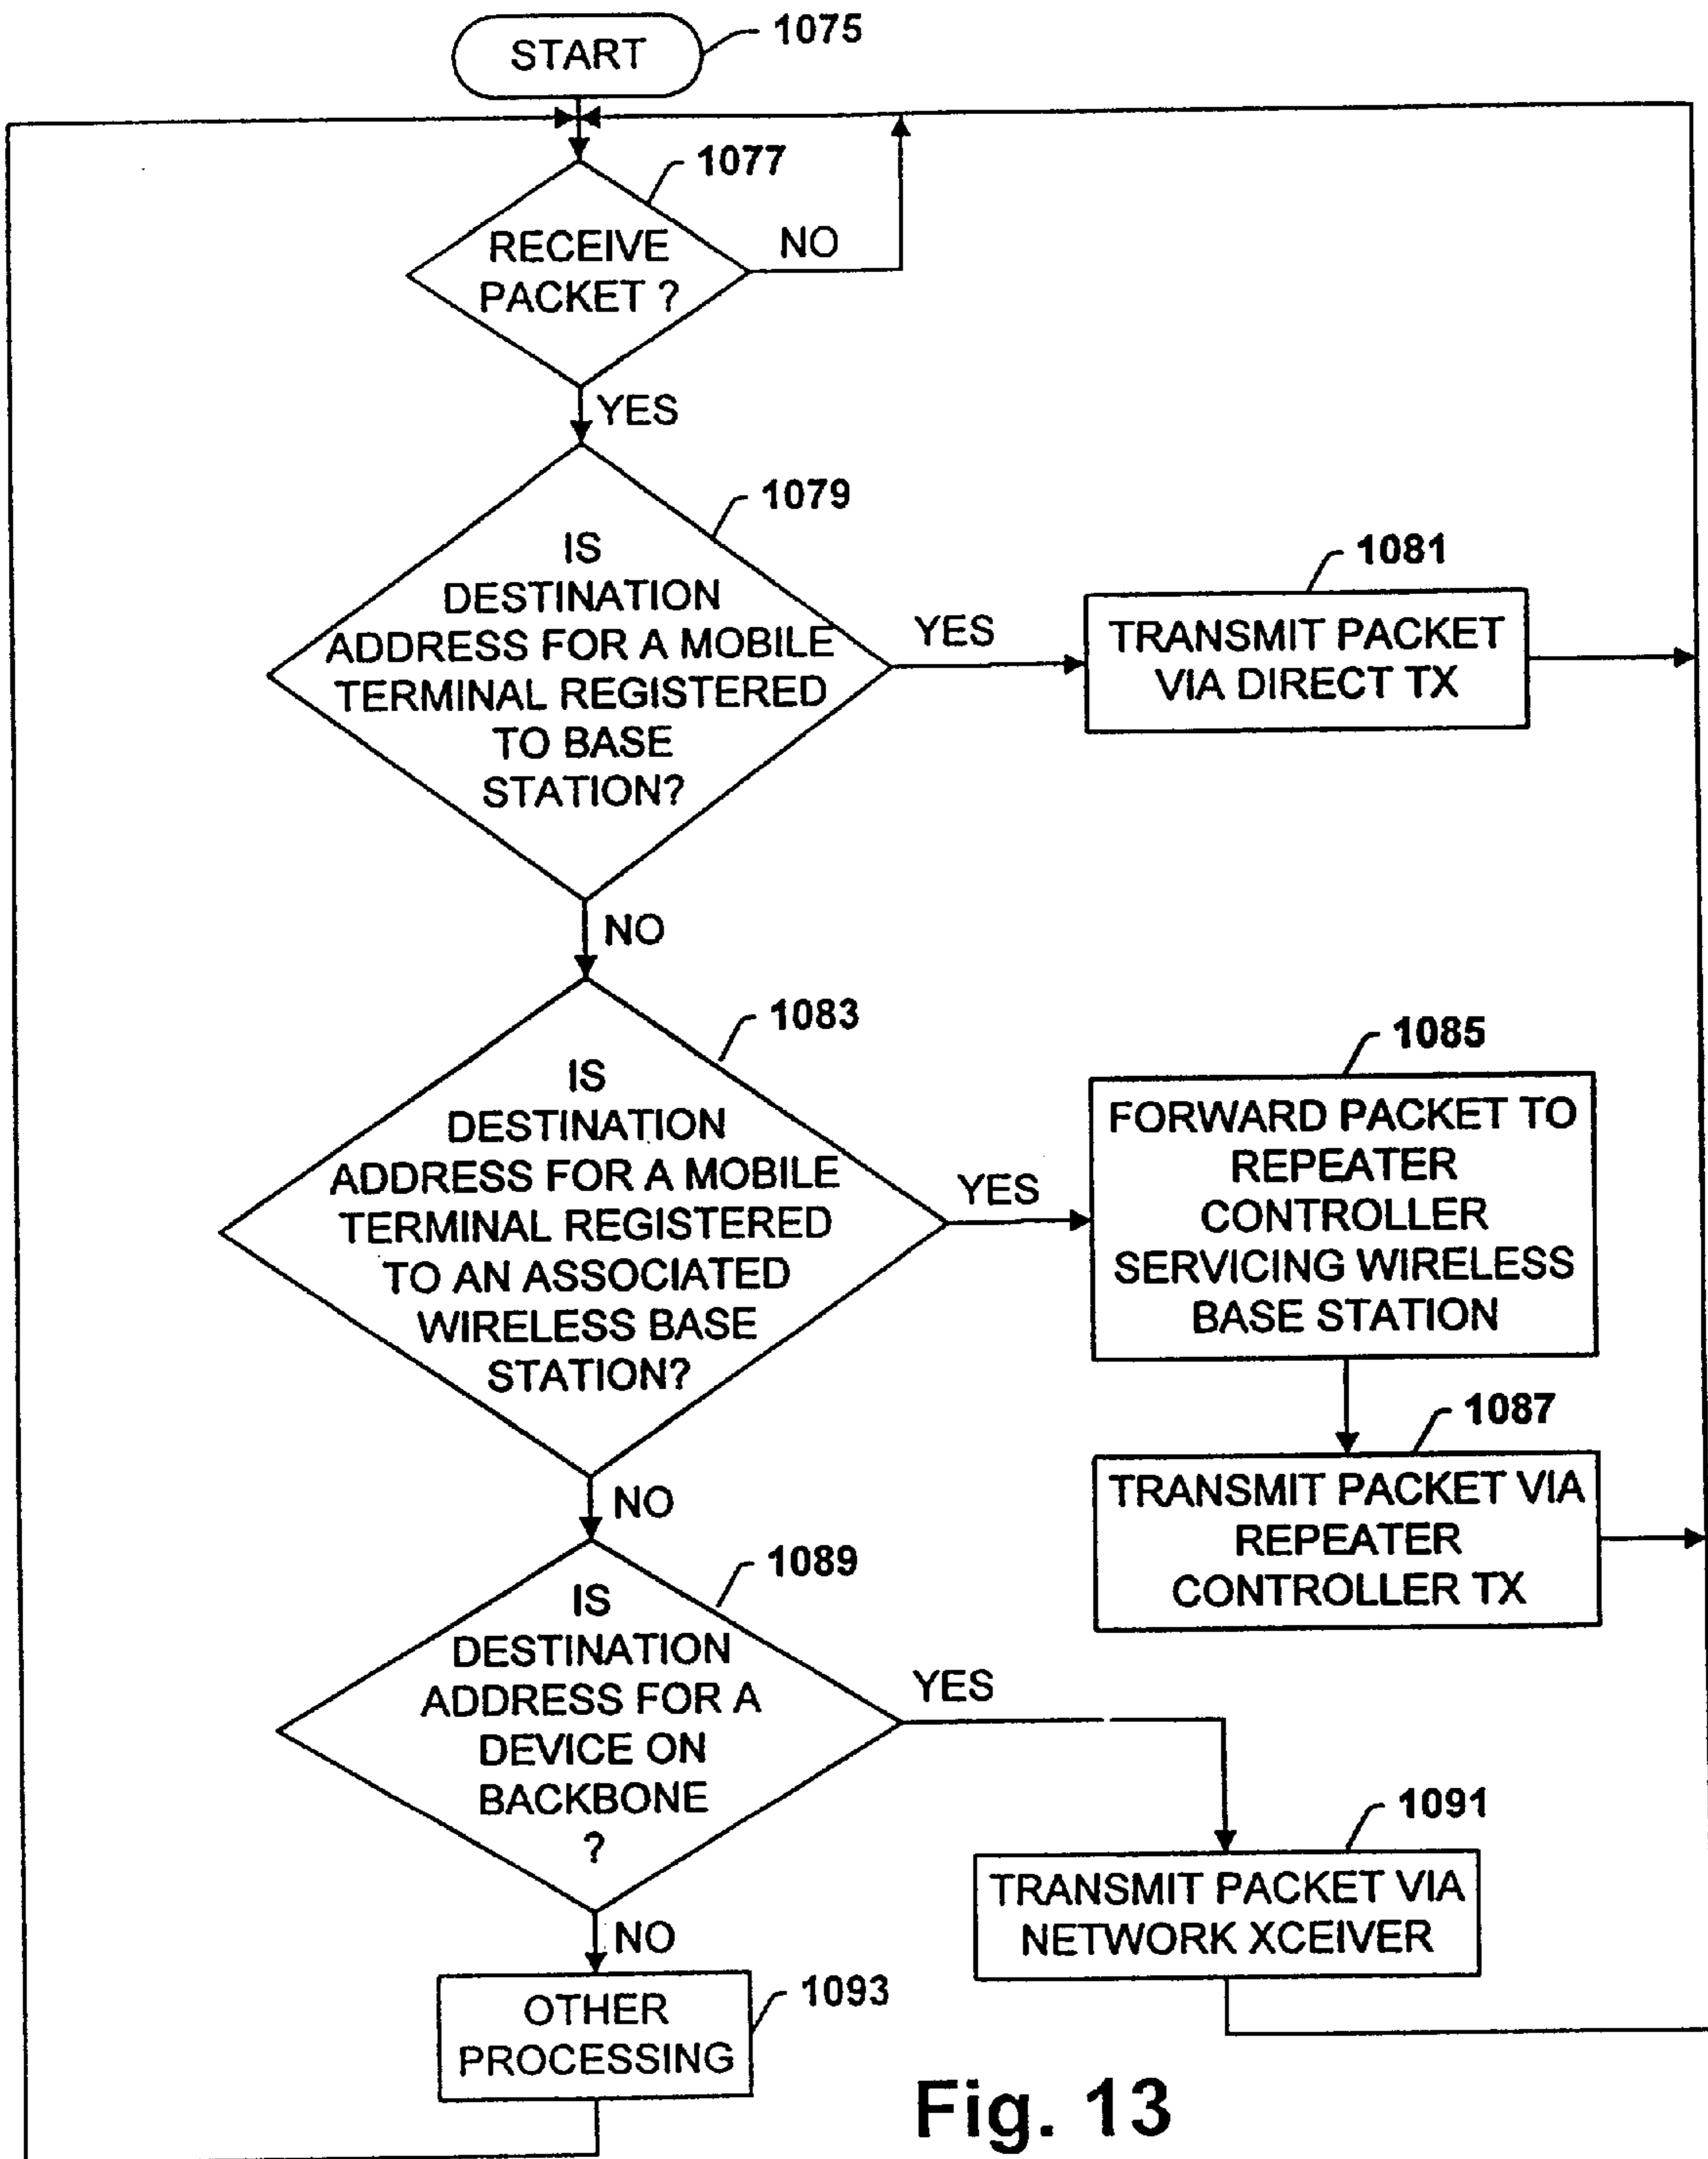 START
1075
1077
RECEIVE
PACKET ?
NO
YES
1079
IS
DESTINATION
ADDRESS FOR A MOBILE
TERMINAL REGISTERED
TO BASE
STATION?
YES
1081
TRANSMIT PACKET
VIA DIRECT TX
NO
1083
IS
DESTINATION
ADDRESS FOR A MOBILE
TERMINAL REGISTERED
TO AN ASSOCIATED
WIRELESS BASE
STATION?
YES
1085
FORWARD PACKET TO
REPEATER
CONTROLLER
SERVICING WIRELESS
BASE STATION
1087
TRANSMIT PACKET VIA
REPEATER
CONTROLLER TX
NO
1089
IS
DESTINATION
ADDRESS FOR A
DEVICE ON
BACKBONE
?
YES
1091
TRANSMIT PACKET VIA
NETWORK XCEIVER
NO
1093
OTHER
PROCESSING
Fig. 13